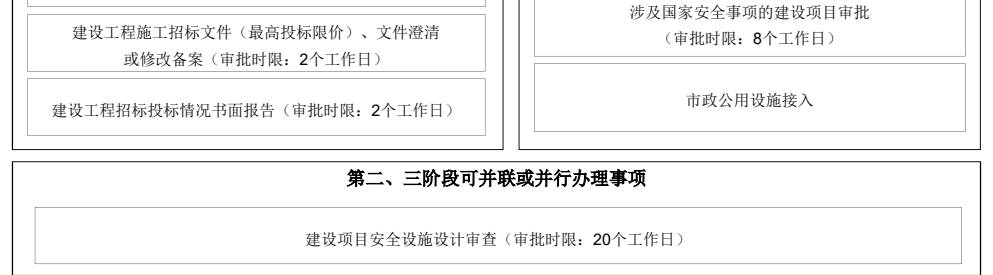 建设工程施工招标文件（最高投标限价）、文件澄清
或修改备案（审批时限：2个工作日）
建设工程招标投标情况书面报告（审批时限：2个工作日）
涉及国家安全事项的建设项目审批
（审批时限：8个工作日）
市政公用设施接入
第二、三阶段可并联或并行办理事项
建设项目安全设施设计审查（审批时限：20个工作日）